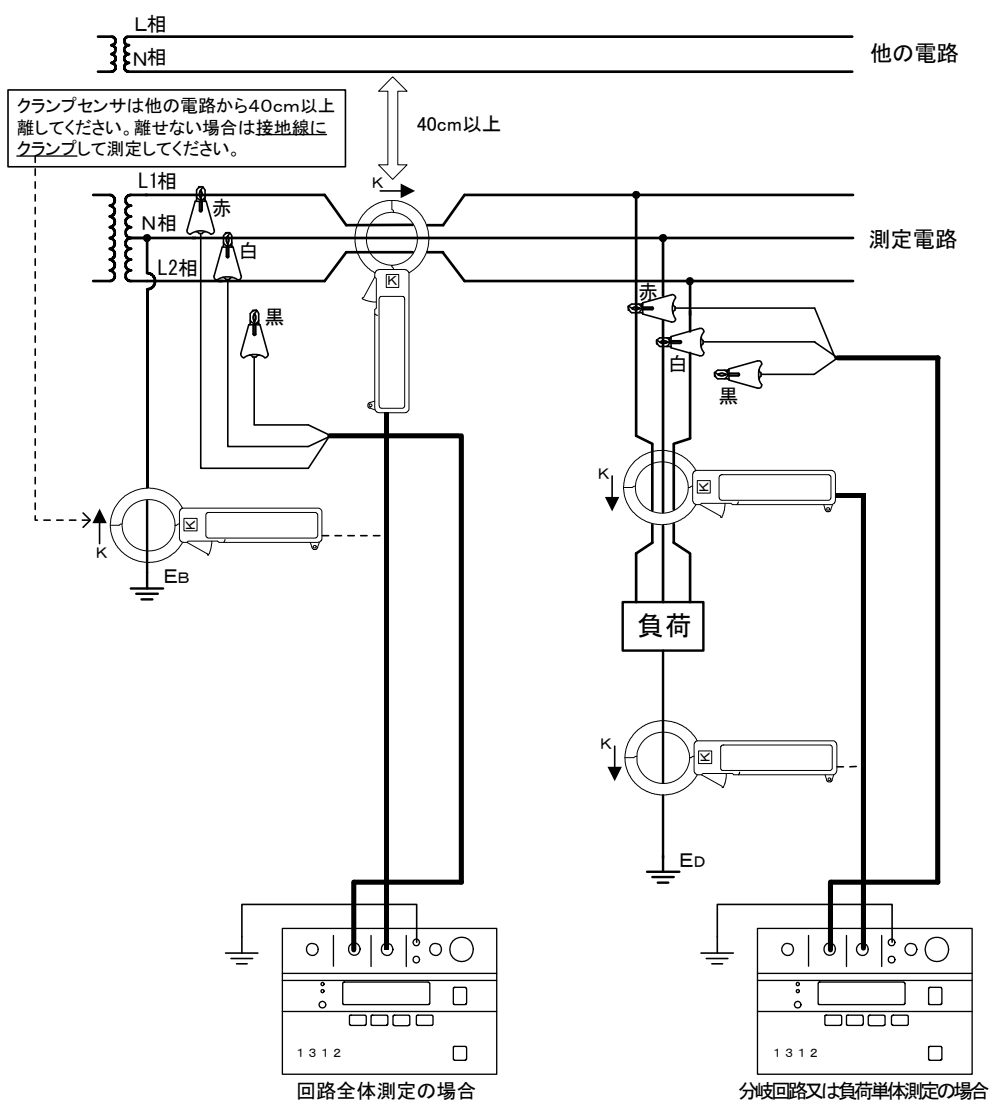 L相
N相
他の電路
クランプセンサは他の電路から40cm以上
離してください。離せない場合は接地線に
クランプして測定してください。
40cm以上
L1相
K
赤
N相
白
測定電路
L2相
K
黒
赤
白
黒
K
K
K
K
EB
負荷
K
K
ED
1312
1312
回路全体測定の場合
分岐回路又は負荷単体測定の場合